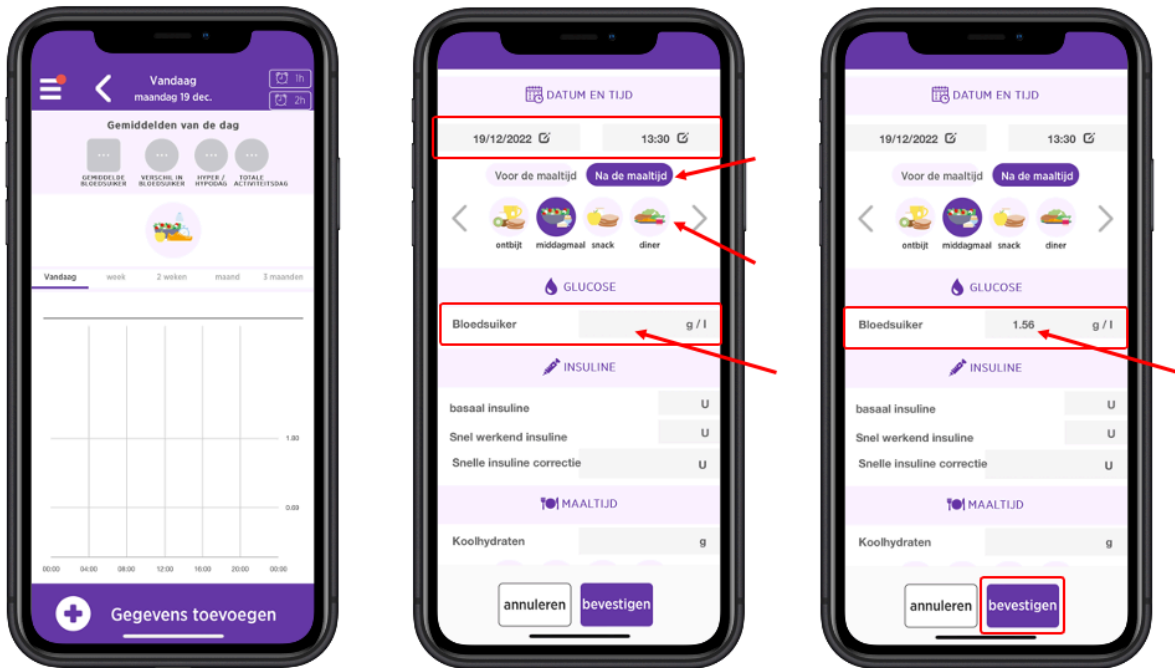 Vandaag
maandag 19 dec.
1h
2h
Gemiddelden van de dag
GEMIDDELDE BLOEDSUIKER
VERSCHIL IN BLOEDSUIKER
HYPER / HYPODAG
TOTALE ACTIVITEITSDAG
Vandaag week 2 weken maand 3 maanden
1.80
00:00 04:00 08:00 12:00 16:00 20:00 00:00
Gegevens toevoegen
DATUM EN TIJD
19/12/2022 13:30
Voor de maaltijd Na de maaltijd
ontbijt middagmaal snack diner
GLUCOSE
Bloedsuiker g / l
INSULINE
basaal insuline U
Snel werkend insuline U
Snelle insuline correctie U
MAALTIJD
Koolhydraten g
annuleren bevestigen
DATUM EN TIJD
19/12/2022 13:30
Voor de maaltijd Na de maaltijd
ontbijt middagmaal snack diner
GLUCOSE
Bloedsuiker 1.56 g / l
INSULINE
basaal insuline U
Snel werkend insuline U
Snelle insuline correctie U
MAALTIJD
Koolhydraten g
annuleren bevestigen